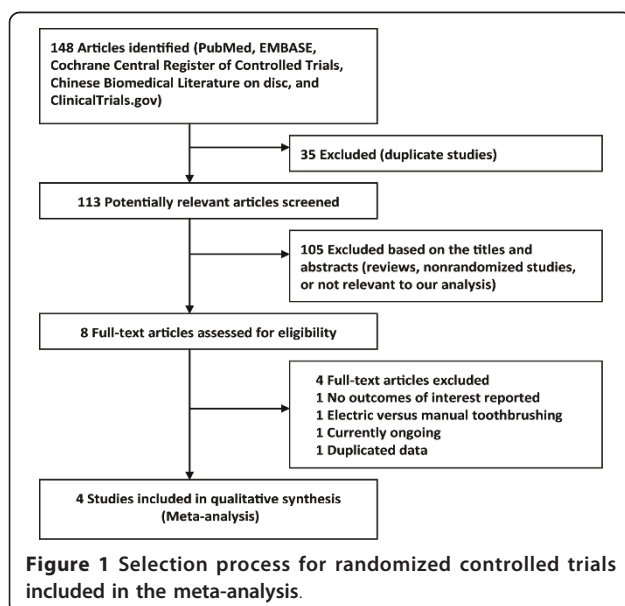 148 Articles identified (PubMed, EMBASE,
Cochrane Central Register of Controlled Trials,
Chinese Biomedical Literature on disc, and
ClinicalTrials.gov)
35 Excluded (duplicate studies)
113 Potentially relevant articles screened
105 Excluded based on the titles and
abstracts (reviews, nonrandomized studies,
or not relevant to our analysis)
8 Full-text articles assessed for eligibility
4 Full-text articles excluded
1 No outcomes of interest reported
1 Electric versus manual toothbrushing
1 Currently ongoing
1 Duplicated data
4 Studies included in qualitative synthesis
(Meta-analysis)
Figure 1 Selection process for randomized controlled trials
included in the meta-analysis.